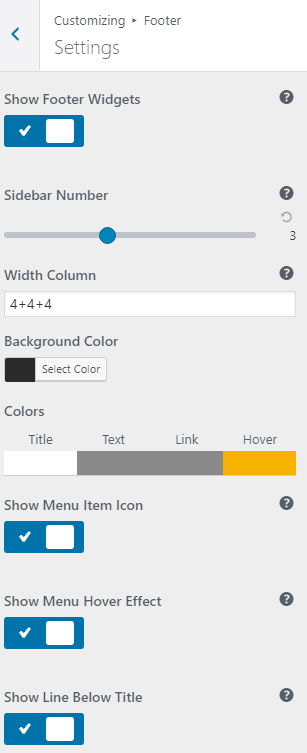 Customizing ▸ Footer
Settings
Show Footer Widgets
Sidebar Number
3
Width Column
4+4+4
Background Color
Select Color
Colors
Title Text Link Hover
Show Menu Item Icon
Show Menu Hover Effect
Show Line Below Title